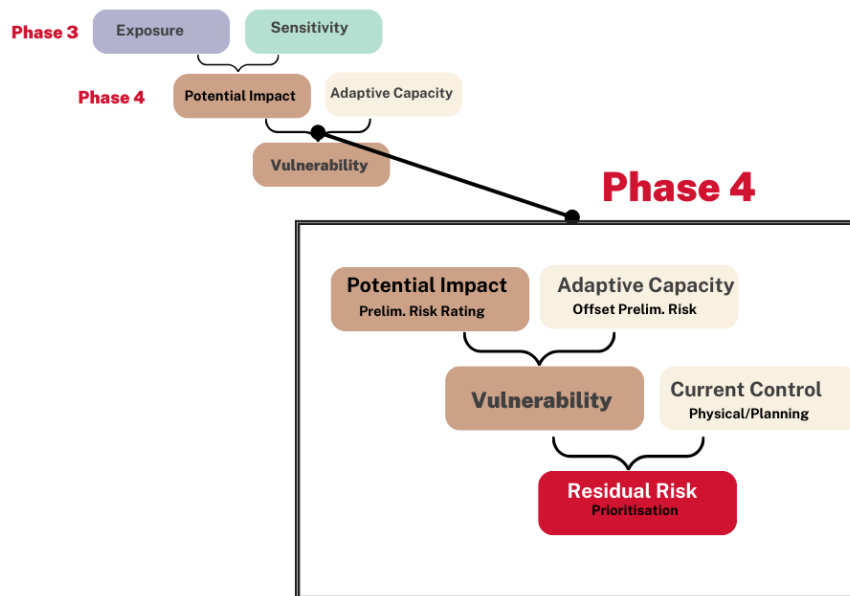 Phase 3
Exposure
Sensitivity
Phase 4
Potential Impact
Adaptive Capacity
Vulnerability
Phase 4
Potential Impact
Prelim. Risk Rating
Adaptive Capacity
Offset Prelim. Risk
Vulnerability
Current Control
Physical/Planning
Residual Risk
Prioritisation